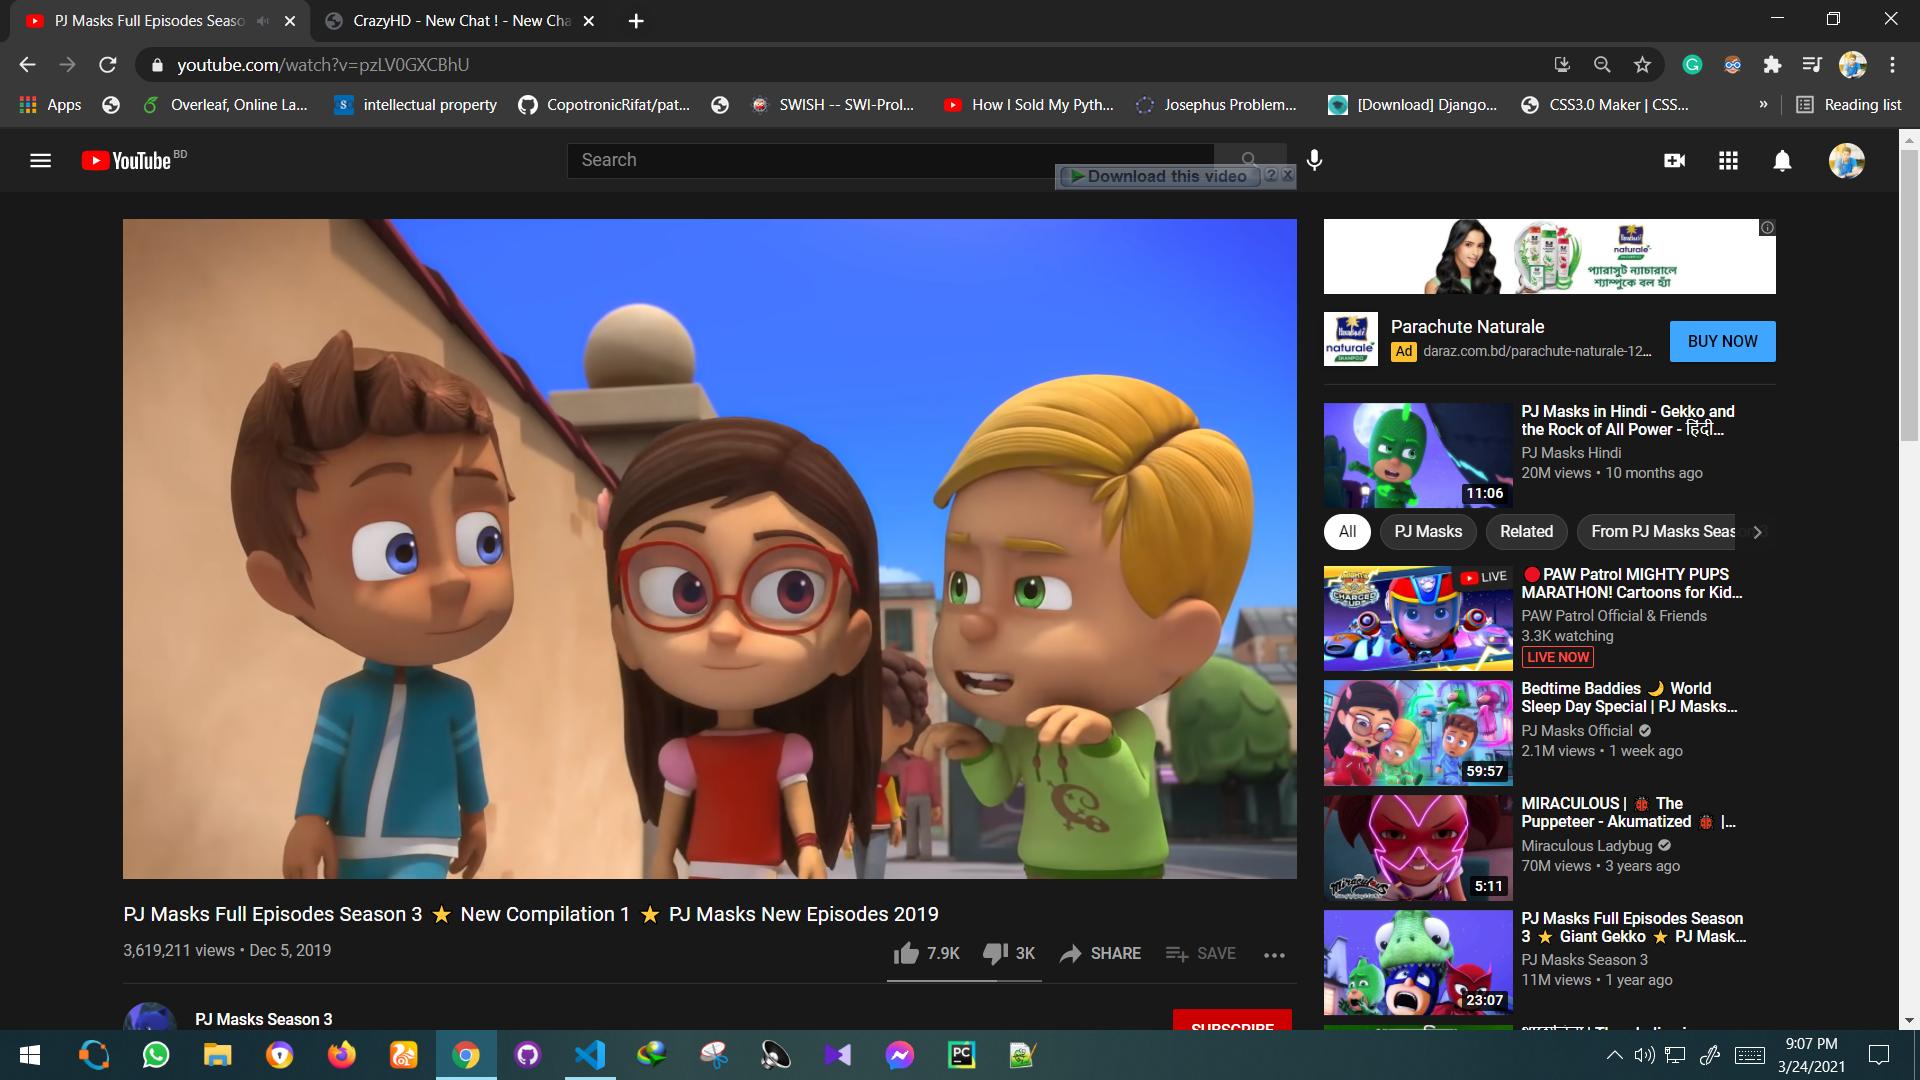 PJ Masks Full Episodes Seaso
CrazyHD - New Chat ! - New Cha
youtube.com/watch?v=pzLV0GXCBhU
Apps
Overleaf, Online La...
intellectual property
CopotronicRifat/pat...
SWISH -- SWI-Prol...
How I Sold My Pyth...
Josephus Problem...
[Download] Django...
CSS3.0 Maker | CSS...
»
Reading list
YouTube BD
Search
Download this video
naturale
প্যারাসুট ন্যাচারালে
শ্যাম্পুকে বল হ্যাঁ
naturale
SHAMPOO
Parachute Naturale
Ad daraz.com.bd/parachute-naturale-12...
BUY NOW
11:06
PJ Masks in Hindi - Gekko and
the Rock of All Power - हिंदी...
PJ Masks Hindi
20M views • 10 months ago
All
PJ Masks
Related
From PJ Masks Seas
CHARGED UP
LIVE
PAW Patrol MIGHTY PUPS
MARATHON! Cartoons for Kid...
PAW Patrol Official & Friends
3.3K watching
LIVE NOW
59:57
Bedtime Baddies 🌙 World
Sleep Day Special | PJ Masks...
PJ Masks Official
2.1M views • 1 week ago
Miraculous
5:11
MIRACULOUS | 🐞 The
Puppeteer - Akumatized 🐞 |...
Miraculous Ladybug
70M views • 3 years ago
23:07
PJ Masks Full Episodes Season
3 ⭐ Giant Gekko ⭐ PJ Mask...
PJ Masks Season 3
11M views • 1 year ago
PJ Masks Full Episodes Season 3 ⭐ New Compilation 1 ⭐ PJ Masks New Episodes 2019
3,619,211 views • Dec 5, 2019
7.9K
3K
SHARE
SAVE
PJ Masks Season 3
SUBSCRIBE
PC
9:07 PM
3/24/2021